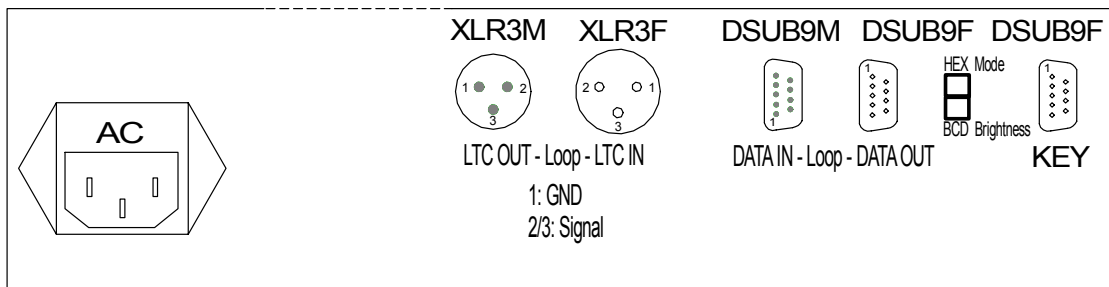 XLR3M XLR3F DSUB9M DSUB9F DSUB9F
HEX Mode
1 2 3
2 1 3
1
1
1
BCD Brightness
AC
LTC OUT - Loop - LTC IN
DATA IN - Loop - DATA OUT
KEY
1: GND
2/3: Signal